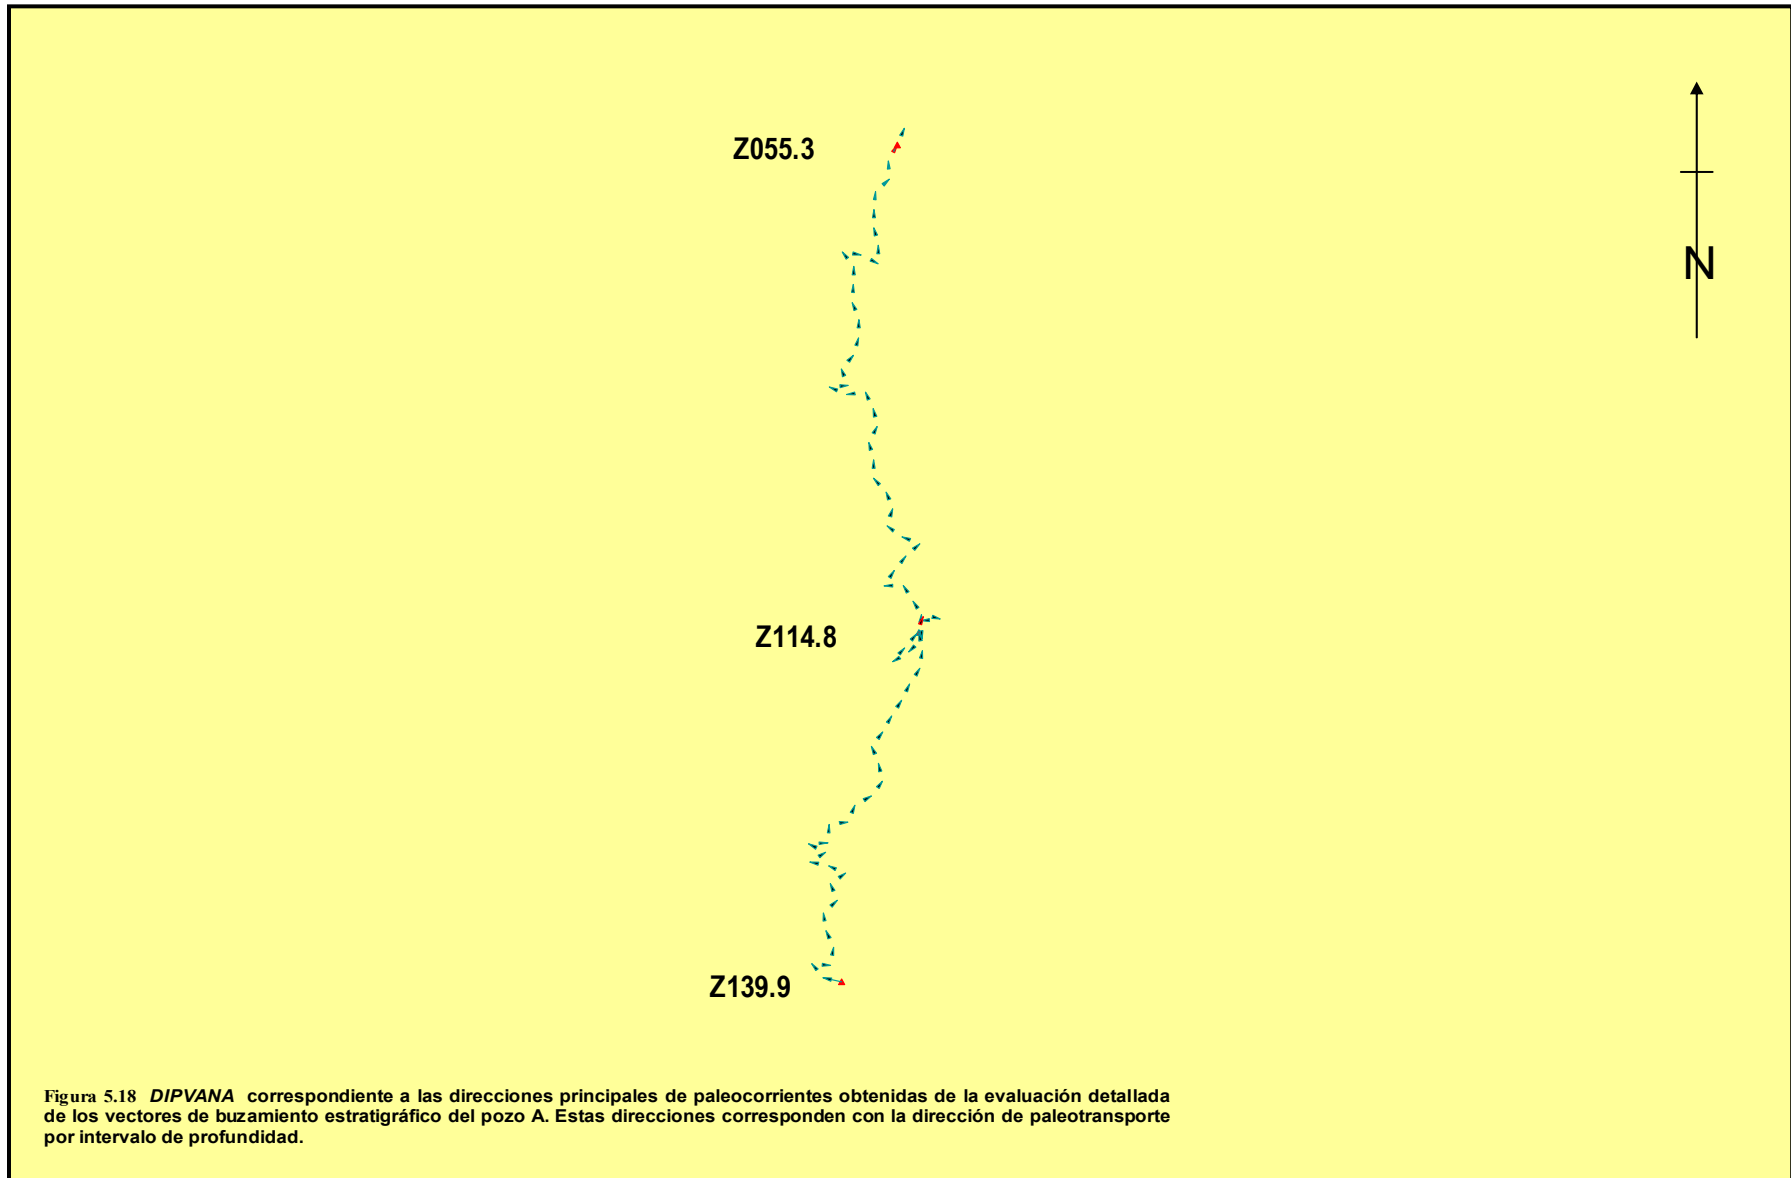 Z055.3
N
Z114.8
Z139.9
Figura 5.18 DIPVANA correspondiente a las direcciones principales de paleocorrientes obtenidas de la evaluación detallada
de los vectores de buzamiento estratigráfico del pozo A. Estas direcciones corresponden con la dirección de paleotransporte
por intervalo de profundidad.